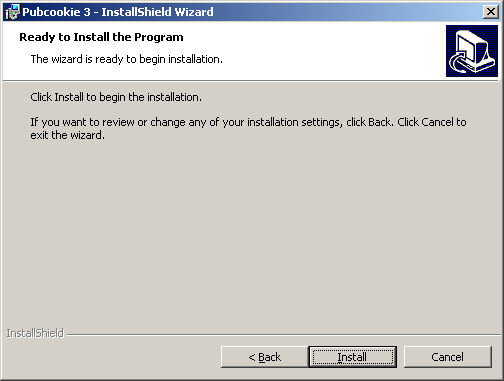 Pubcookie 3 - InstallShield Wizard
Ready to Install the Program
The wizard is ready to begin installation.
Click Install to begin the installation.
If you want to review or change any of your installation settings, click Back. Click Cancel to
exit the wizard.
InstallShield
< Back
Install
Cancel